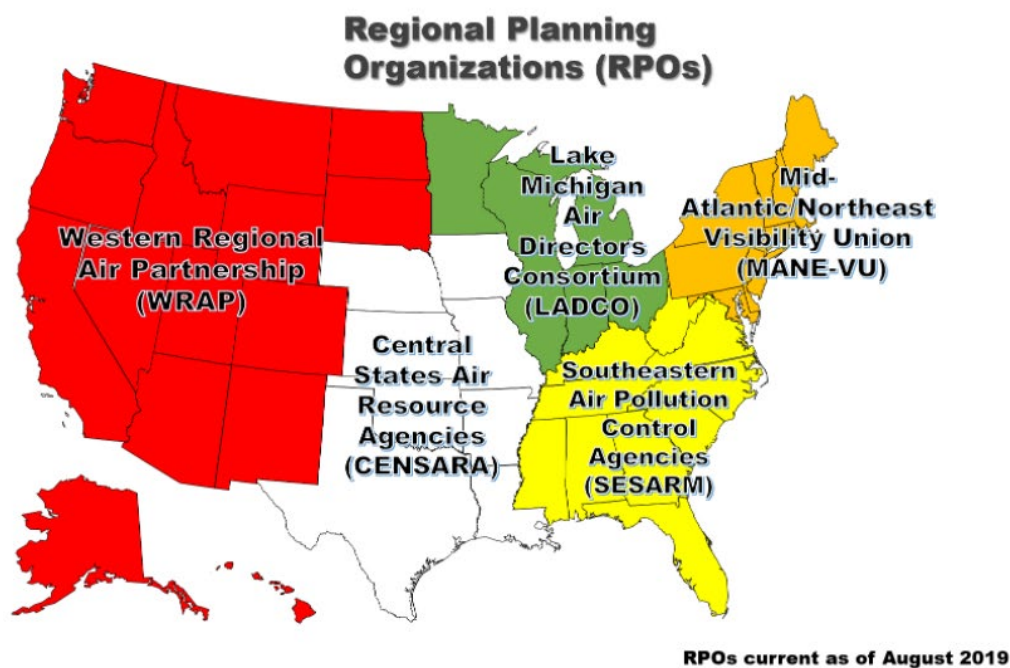 Regional Planning
Organizations (RPOs)
Western Regional
Air Partnership
(WRAP)
Lake
Michigan
Air
Directors
Consortium
(LADCO)
Mid-
Atlantic/Northeast
Visibility Union
(MANE-VU)
Central
States Air
Resource
Agencies
(CENSARA)
Southeastern
Air Pollution
Control
Agencies
(SESARM)
RPOs current as of August 2019